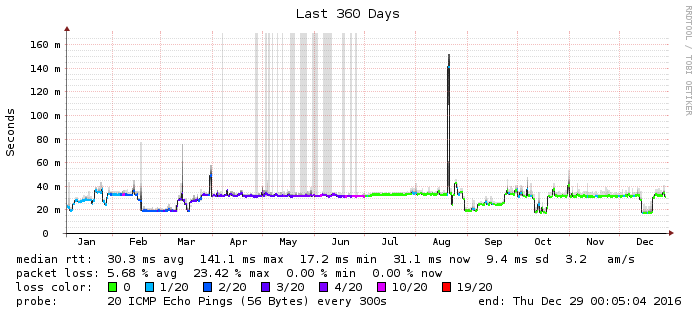 Last 360 Days
RRDTOOL / TOBI OETIKER
160 m
140 m
120 m
100 m
80 m
60 m
40 m
20 m
0
Seconds
Jan Feb Mar Apr May Jun Jul Aug Sep Oct Nov Dec
median rtt: 30.3 ms avg 141.1 ms max 17.2 ms min 31.1 ms now 9.4 ms sd 3.2 am/s
packet loss: 5.68 % avg 23.42 % max 0.00 % min 0.00 % now
loss color: 0 1/20 2/20 3/20 4/20 10/20 19/20
probe: 20 ICMP Echo Pings (56 Bytes) every 300s end: Thu Dec 29 00:05:04 2016